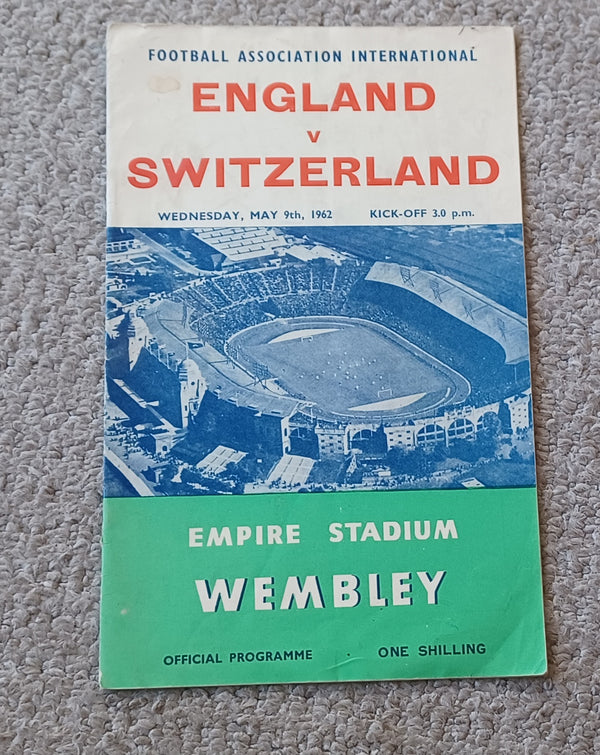 FOOTBALL ASSOCIATION INTERNATIONAL
ENGLAND
v
SWITZERLAND
WEDNESDAY, MAY 9th, 1962 KICK-OFF 3.0 p.m.
EMPIRE STADIUM
WEMBLEY
OFFICIAL PROGRAMME · ONE SHILLING